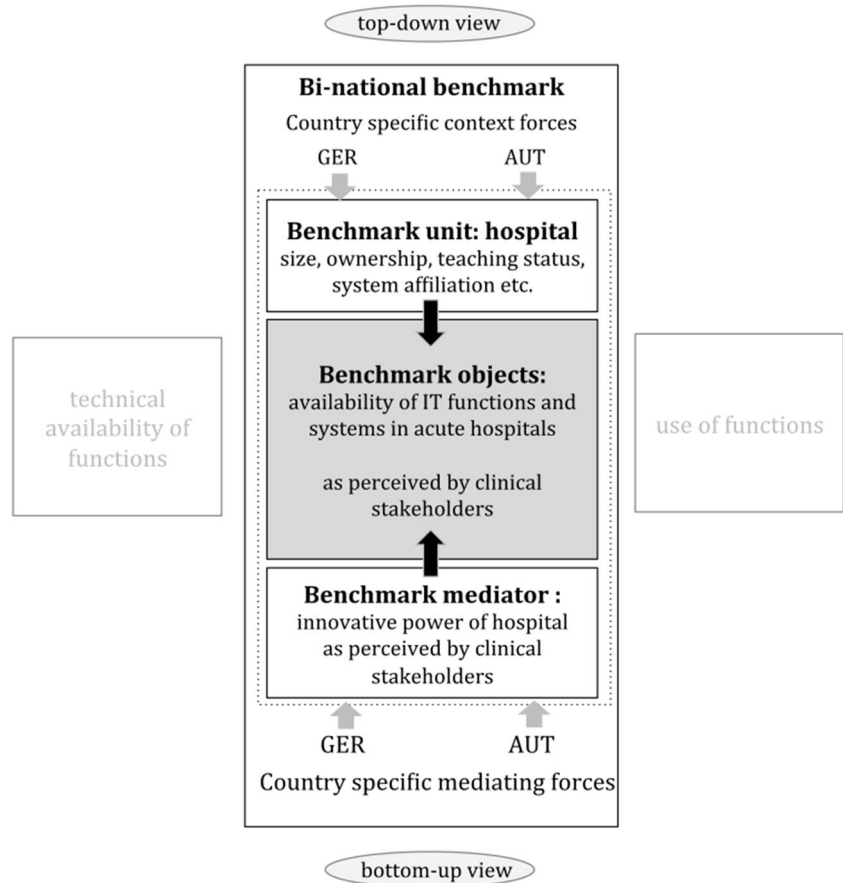 top-down view
Bi-national benchmark
Country specific context forces
GER
AUT
Benchmark unit: hospital
size, ownership, teaching status,
system affiliation etc.
technical
availability of
functions
Benchmark objects:
availability of IT functions and
systems in acute hospitals
as perceived by clinical
stakeholders
use of functions
Benchmark mediator :
innovative power of hospital
as perceived by clinical
stakeholders
GER
AUT
Country specific mediating forces
bottom-up view